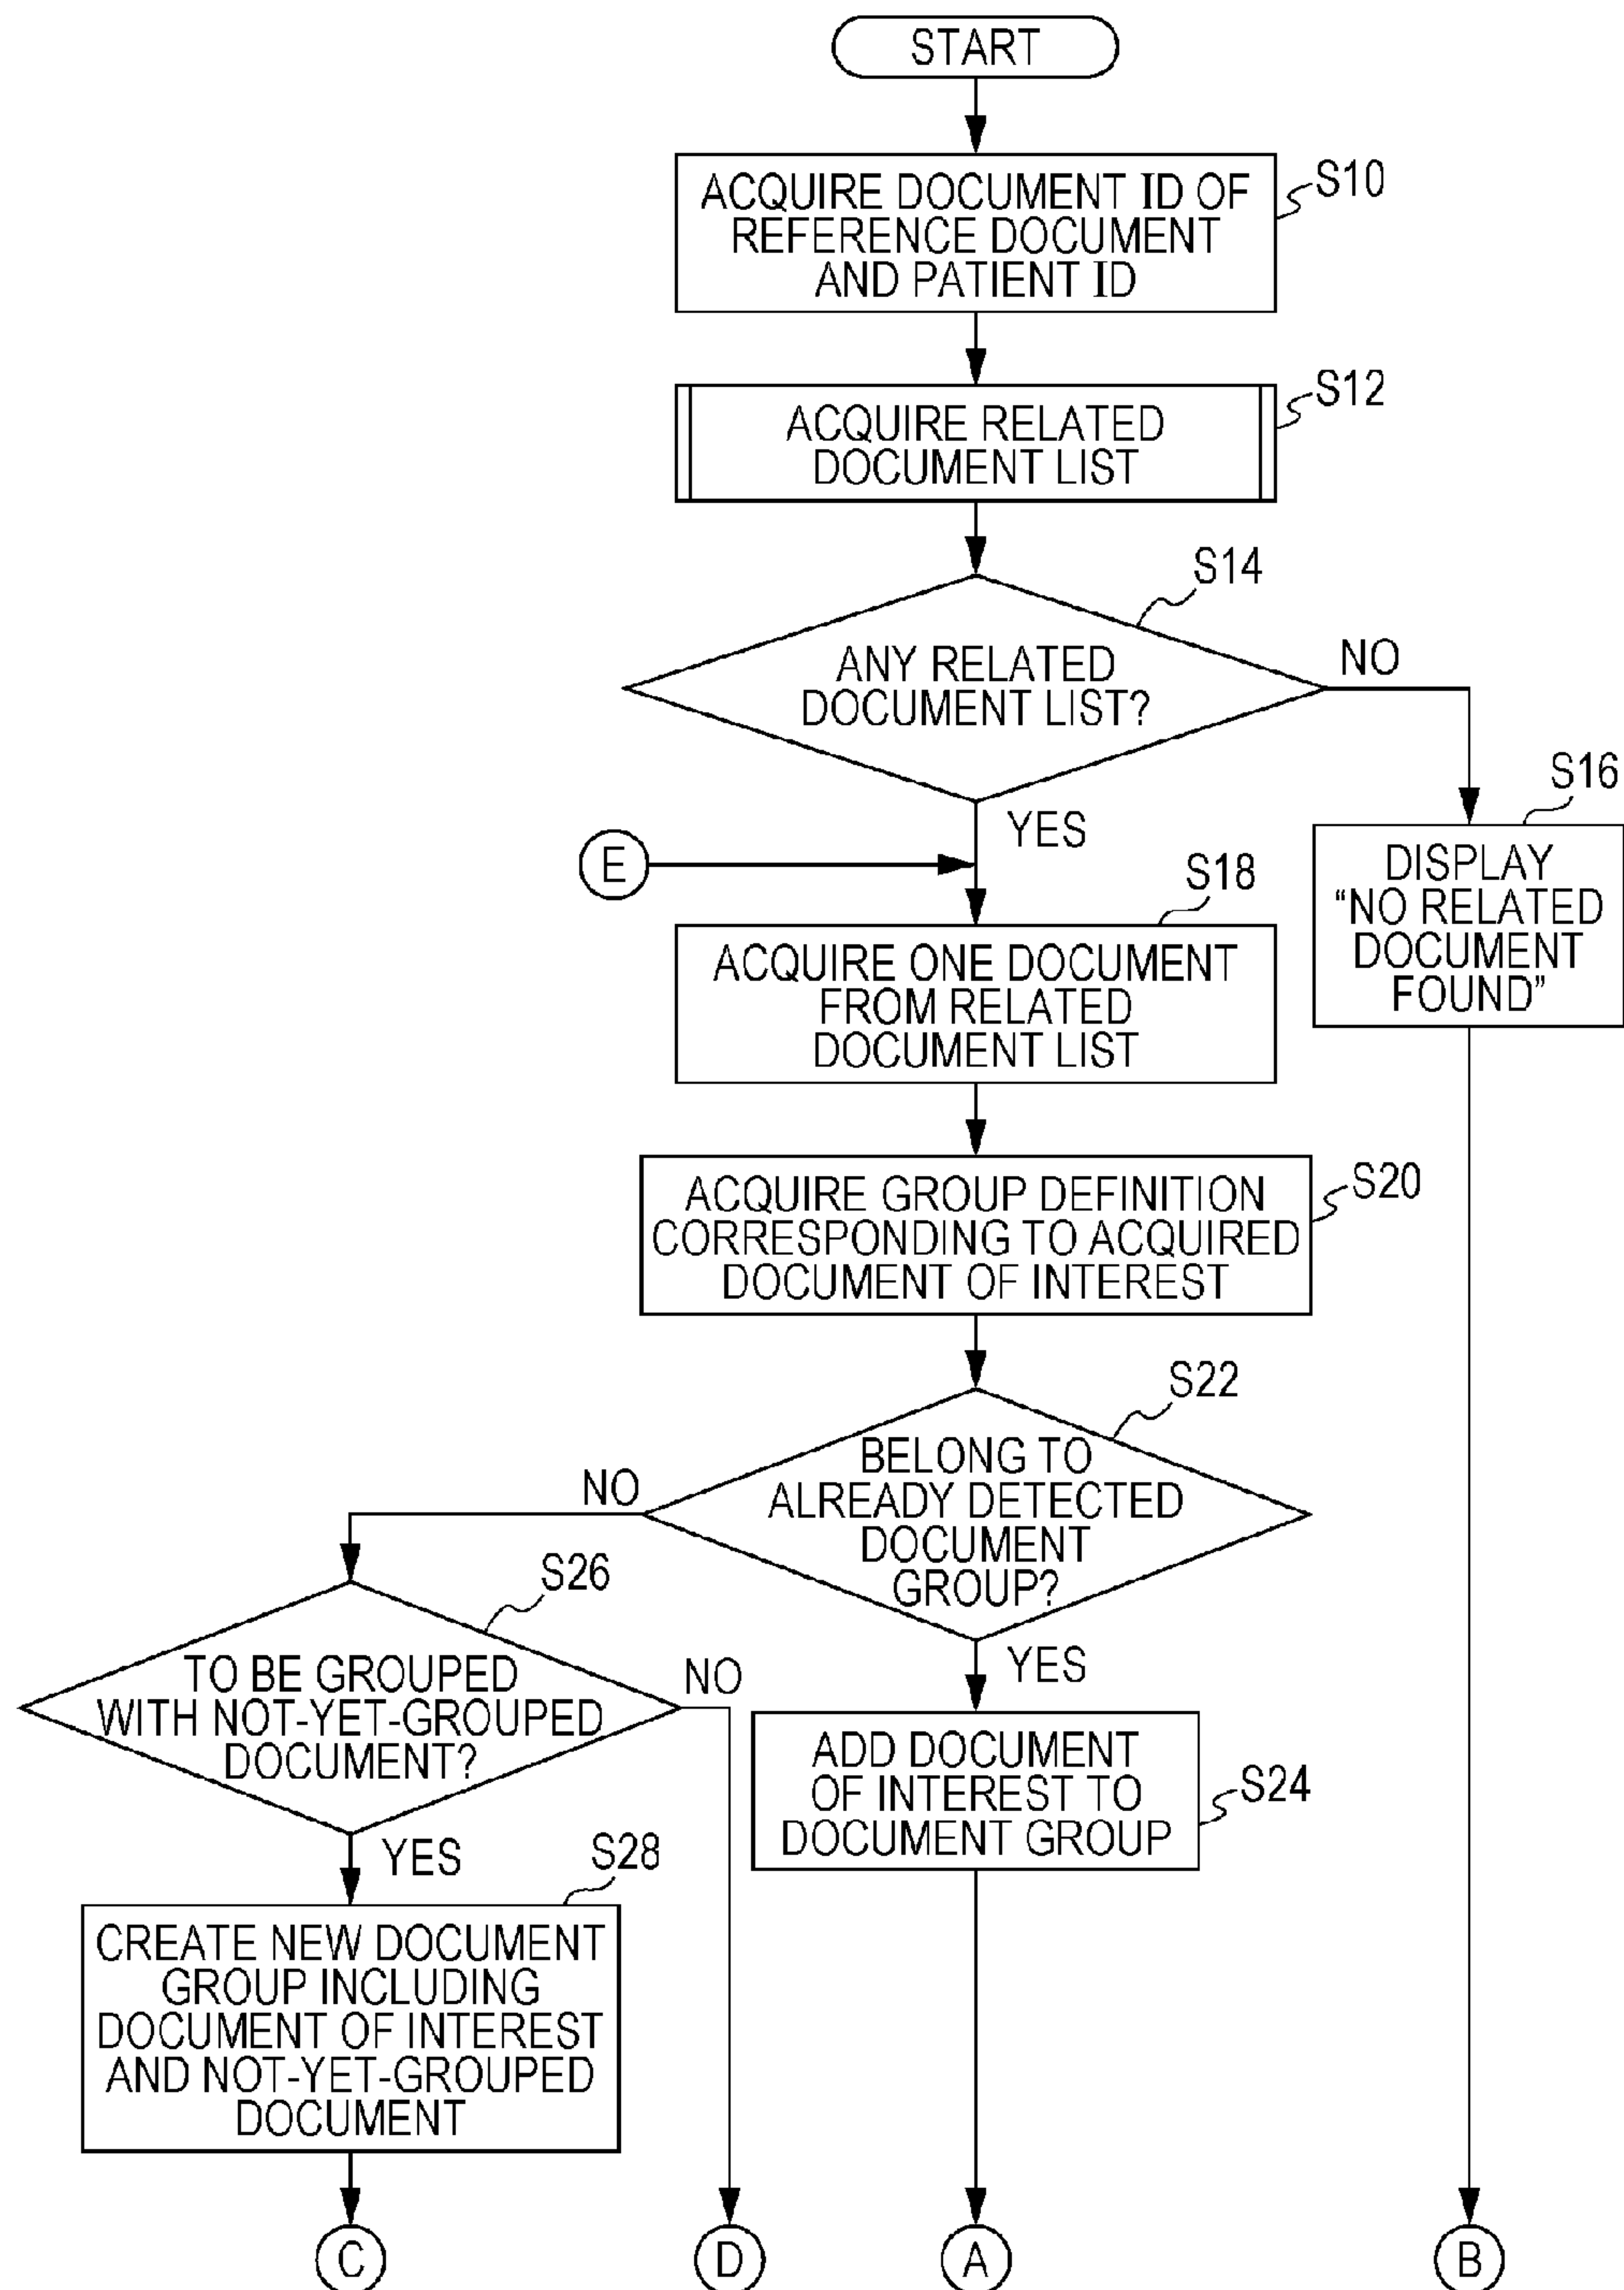 START
ACQUIRE DOCUMENT ID OF
REFERENCE DOCUMENT
AND PATIENT ID
S10
ACQUIRE RELATED
DOCUMENT LIST
S12
S14
ANY RELATED
DOCUMENT LIST?
NO
YES
S16
DISPLAY
“NO RELATED
DOCUMENT
FOUND”
E
S18
ACQUIRE ONE DOCUMENT
FROM RELATED
DOCUMENT LIST
ACQUIRE GROUP DEFINITION
CORRESPONDING TO ACQUIRED
DOCUMENT OF INTEREST
S20
S22
BELONG TO
ALREADY DETECTED
DOCUMENT
GROUP?
NO
YES
S26
TO BE GROUPED
WITH NOT-YET-GROUPED
DOCUMENT?
NO
YES
ADD DOCUMENT
OF INTEREST TO
DOCUMENT GROUP
S24
S28
CREATE NEW DOCUMENT
GROUP INCLUDING
DOCUMENT OF INTEREST
AND NOT-YET-GROUPED
DOCUMENT
C
D
A
B